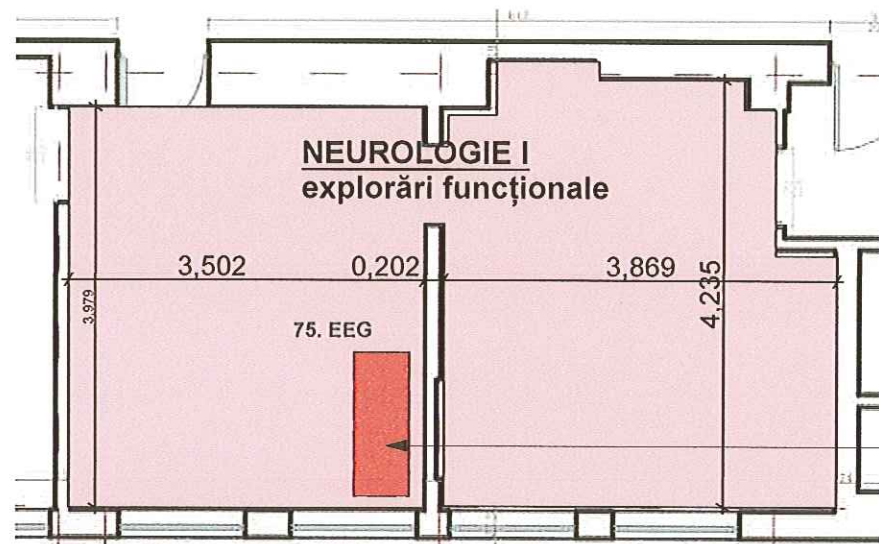 NEUROLOGIE I
explorări funcționale
3,502
0,202
3,869
3,979
4,235
75. EEG